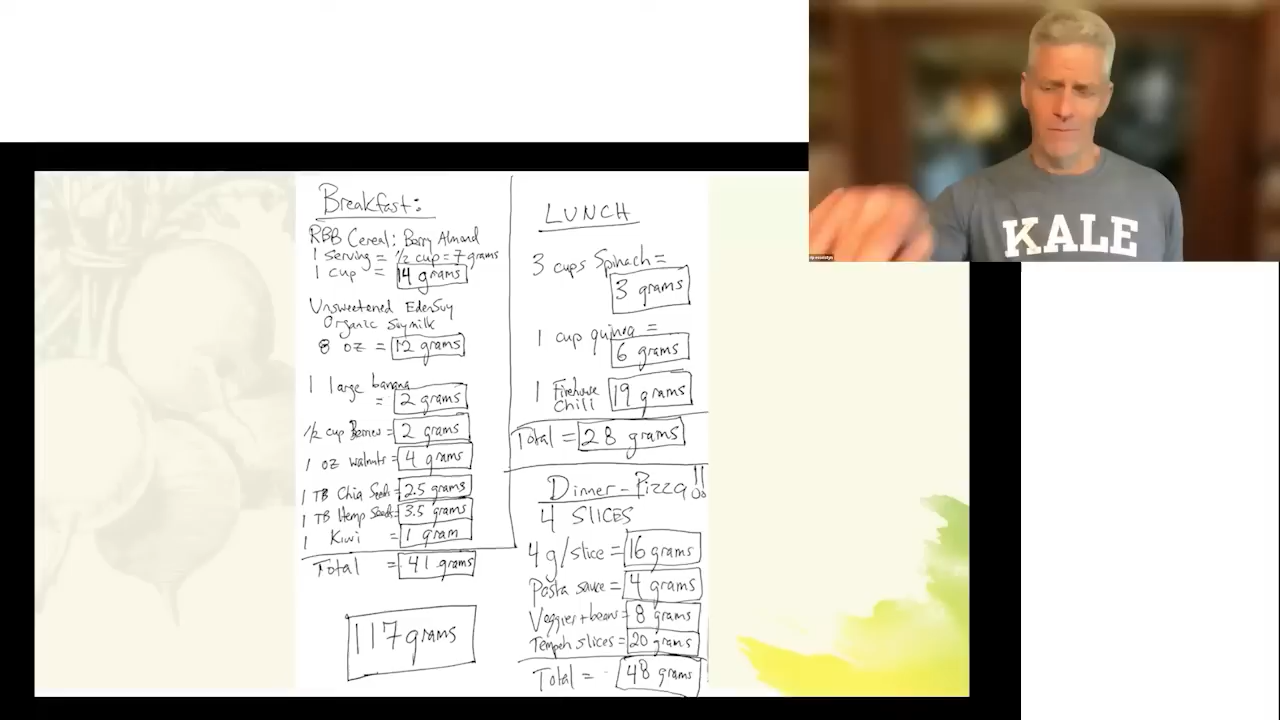 Breakfast:
RBB Cereal: Berry Almond
1 serving = 1/2 cup = 7 grams
1 cup = 14 grams
Unsweetened EdenSoy
Organic Soymilk
8 oz = 12 grams
1 large banana
= 2 grams
1/2 cup Berries = 2 grams
1 oz walnuts = 4 grams
1 TB Chia Seeds = 2.5 grams
1 TB Hemp Seeds = 3.5 grams
1 Kiwi = 1 gram
Total = 41 grams
117 grams
LUNCH
3 cups Spinach =
3 grams
1 cup quinoa =
6 grams
1 Firehouse
Chili 19 grams
Total = 28 grams
Dinner - Pizza!!
4 SLICES
4 g/slice = 16 grams
Pasta sauce = 4 grams
Veggies + beans = 8 grams
Tempeh slices = 20 grams
Total = 48 grams
KALE